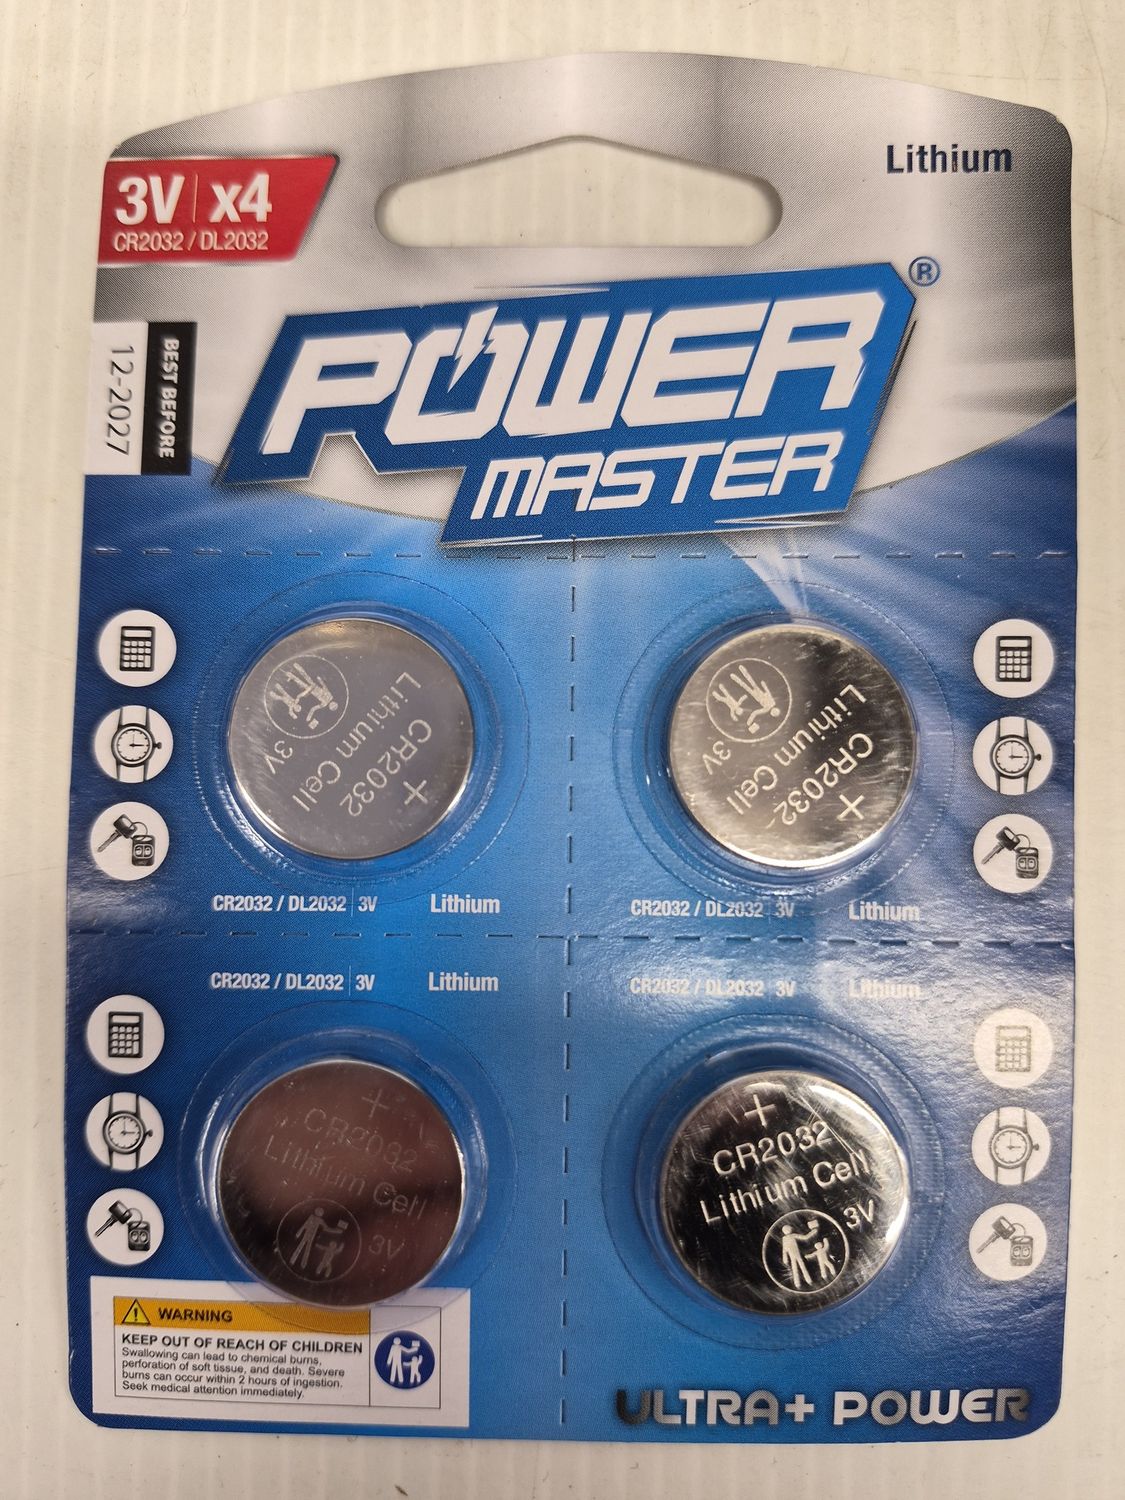 Lithium
3V x4
CR2032 / DL2032
POWER®
MASTER
BEST BEFORE
12-2027
CR2032
Lithium Cell
3V
+
CR2032
Lithium Cell
3V
+
CR2032 / DL2032 3V Lithium
CR2032 / DL2032 3V Lithium
CR2032 / DL2032 3V Lithium
CR2032 / DL2032 3V Lithium
+
CR2032
Lithium Cell
3V
+
CR2032
Lithium Cell
3V
WARNING
KEEP OUT OF REACH OF CHILDREN
Swallowing can lead to chemical burns,
perforation of soft tissue, and death. Severe
burns can occur within 2 hours of ingestion.
Seek medical attention immediately.
ULTRA+ POWER